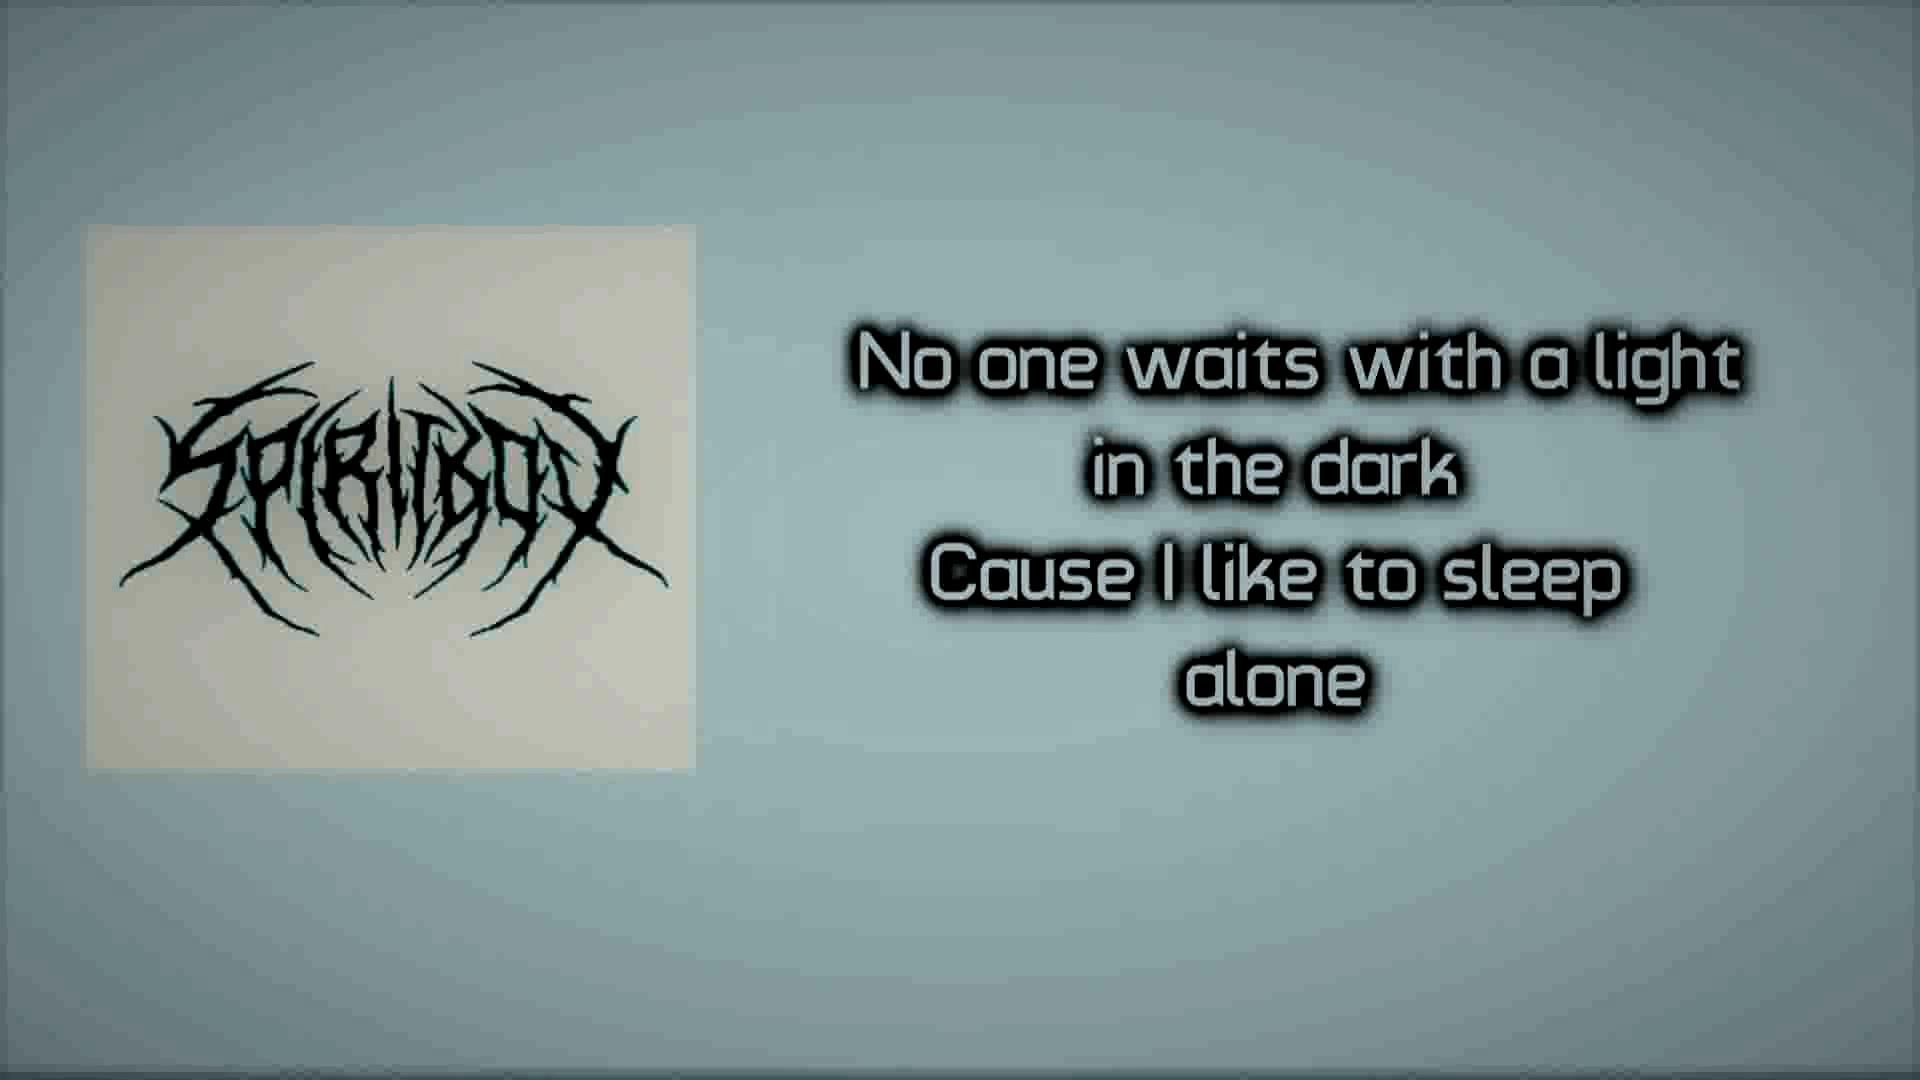 SPIRITBOX
No one waits with a light
in the dark
Cause I like to sleep
alone